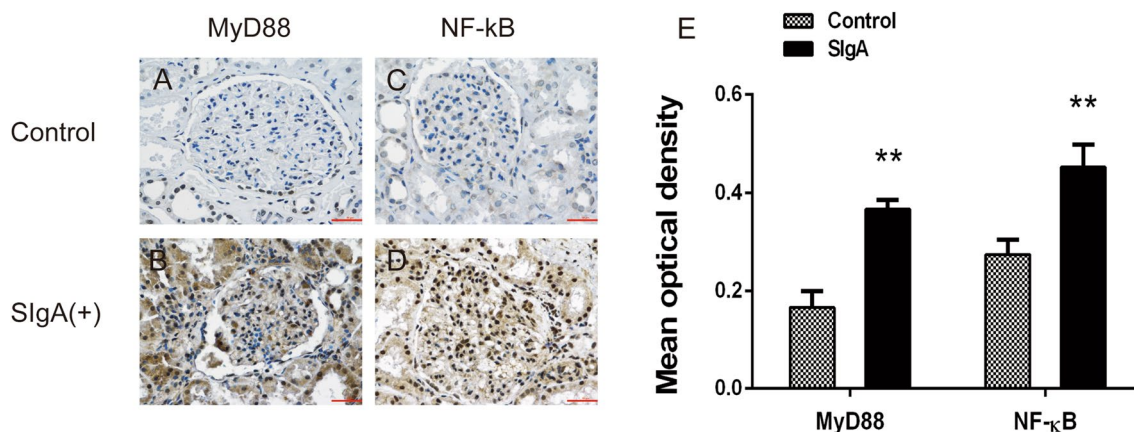 MyD88
NF-kB
E
Control
SIgA
A
C
Control
B
D
SIgA(+)
Mean optical density
0.6
0.4
0.2
0.0
**
**
MyD88
NF-κB